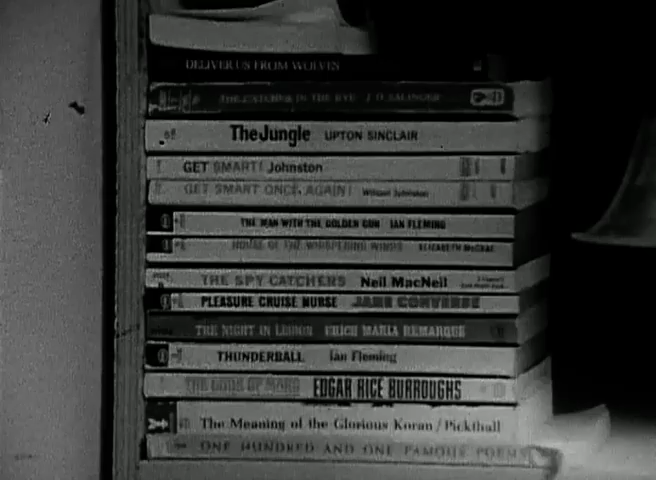 DELIVER US FROM WOLVES
THE CATCHER IN THE RYE / J. D. SALINGER
The Jungle UPTON SINCLAIR
GET SMART! Johnston
GET SMART ONCE AGAIN! William Johnston
THE MAN WITH THE GOLDEN GUN IAN FLEMING
HOUSE OF THE WHISPERING WINDS ELIZABETH McCRAE
THE SPY CATCHERS Neil MacNeil
PLEASURE CRUISE NURSE JANE CONVERSE
THE NIGHT IN LISBON ERICH MARIA REMARQUE
THUNDERBALL Ian Fleming
THE GODS OF MARS EDGAR RICE BURROUGHS
The Meaning of the Glorious Koran / Pickthall
ONE HUNDRED AND ONE FAMOUS POEMS